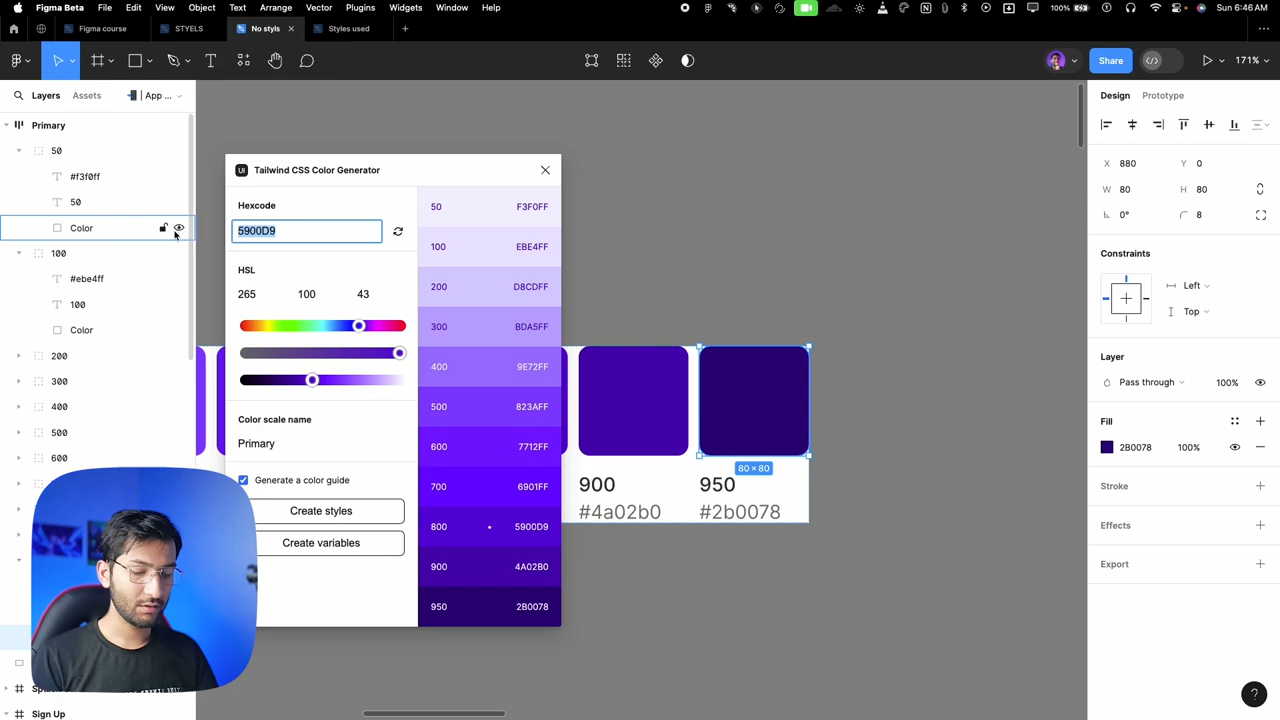 Figma Beta File Edit View Object Text Arrange Vector Plugins Widgets Window Help 100% Sun 6:46 AM
Figma course STYELS No styls Styles used
Share 171%
Layers Assets | App ... Design Prototype
Primary
50
#f3f0ff
50
Color
100
#ebe4ff
100
Color
200
300
400
500
600
Sign Up
Tailwind CSS Color Generator
Hexcode
5900D9
HSL
265 100 43
Color scale name
Primary
Generate a color guide
Create styles
Create variables
50 F3F0FF
100 EBE4FF
200 D8CDFF
300 BDA5FF
400 9E72FF
500 823AFF
600 7712FF
700 6901FF
800 5900D9
900 4A02B0
950 2B0078
80 × 80
900 950
#4a02b0 #2b0078
X 880 Y 0
W 80 H 80
0° 8
Constraints
Left
Top
Layer
Pass through 100%
Fill
2B0078 100%
Stroke
Effects
Export
?